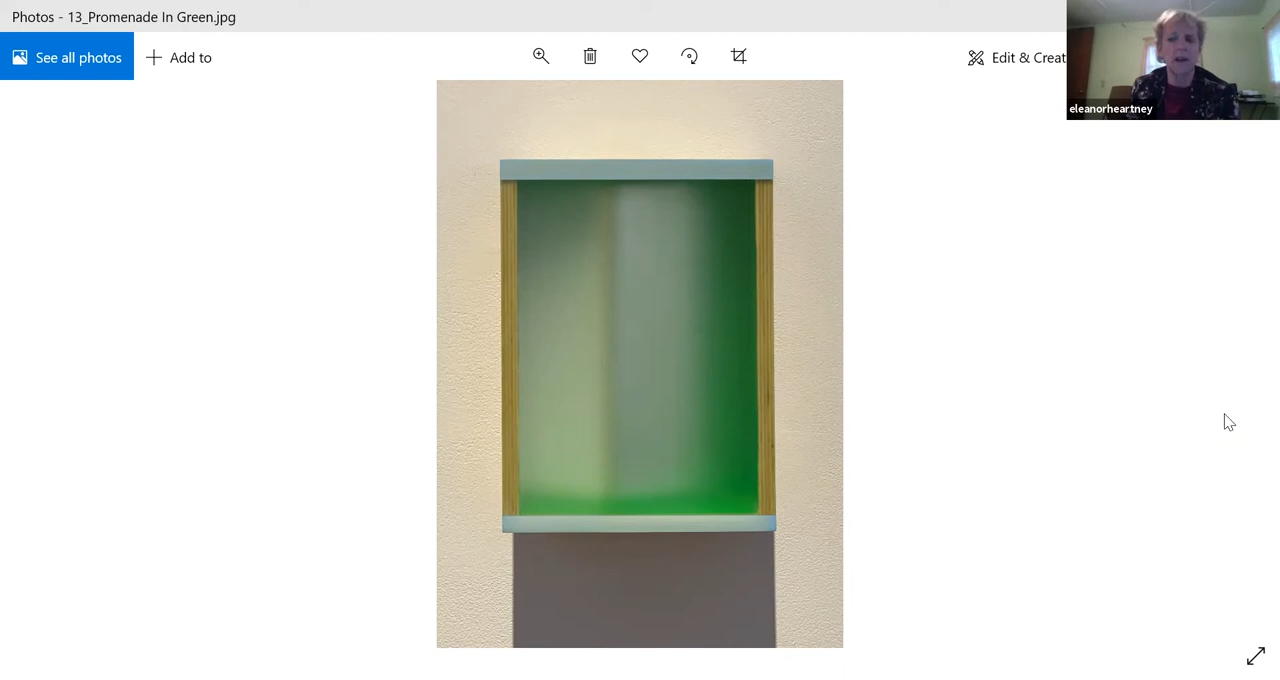 Photos - 13_Promenade In Green.jpg
See all photos
Add to
Edit & Creat
eleanorheartney